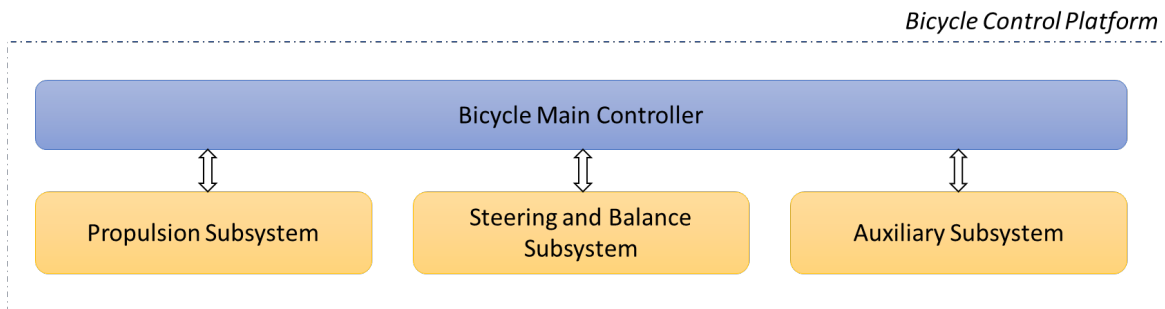 Bicycle Control Platform
Bicycle Main Controller
Propulsion Subsystem
Steering and Balance
Subsystem
Auxiliary Subsystem